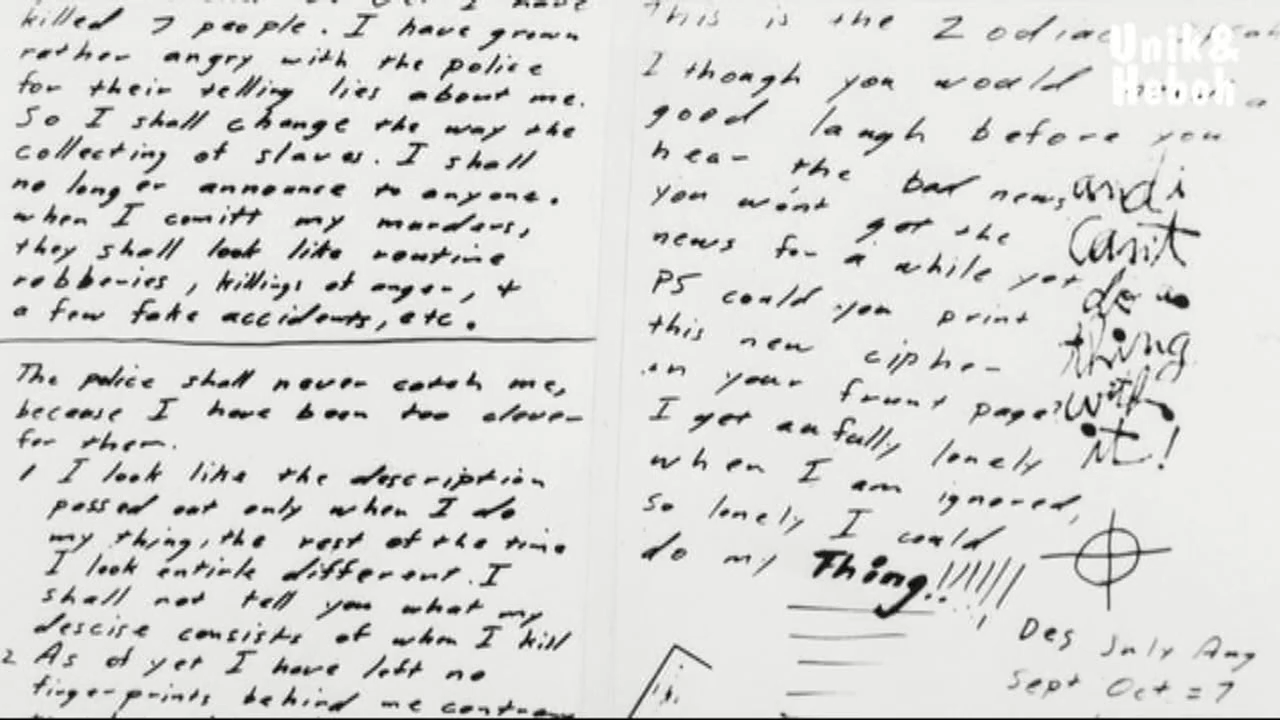 I have
killed 7 people. I have grown
rather angry with the police
for their telling lies about me.
So I shall change the way the
collecting of slaves. I shall
no longer announce to anyone.
when I comitt my murders,
they shall look like routine
robberies, killings of anger, +
a few fake accidents, etc.
The police shall never catch me,
because I have been too clever
for them.
1 I look like the description
passed out only when I do
my thing, the rest of the time
I look entirle different. I
shall not tell you what my
descise consists of when I kill
2 As of yet I have left no
fingerprints behind me contrary
This is the Zodiac
Unik&
Heboh
I though you would a
good laugh before you
hear the bad news
you won't get the
news for a while yet
PS could you print
this new cipher
on your frunt page?
I get aufully lonely
when I am ignored,
so lonely I could
do my Thing!!!!!!
and i
can't
do a
thing
with
it!
Des July Aug
Sept Oct = 7